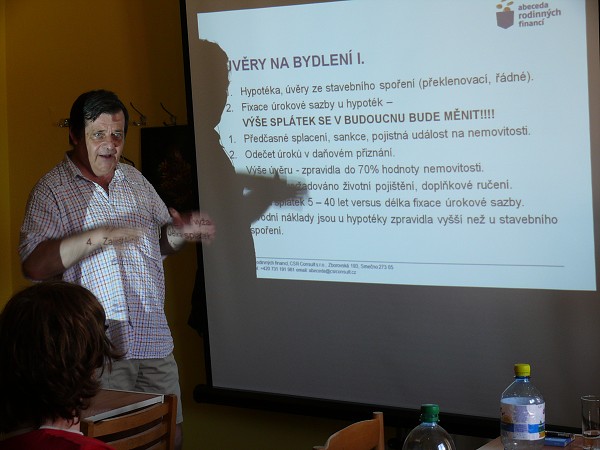 abeceda
rodinných
financí
ÚVĚRY NA BYDLENÍ I.
1. Hypotéka, úvěry ze stavebního spoření (překlenovací, řádné).
2. Fixace úrokové sazby u hypoték –
VÝŠE SPLÁTEK SE V BUDOUCNU BUDE MĚNIT!!!!
1. Předčasné splacení, sankce, pojistná událost na nemovitosti.
2. Odečet úroků v daňovém přiznání.
Výše úvěru - zpravidla do 70% hodnoty nemovitosti.
4. životní pojištění, doplňkové ručení.
splátek 5 – 40 let versus délka fixace úrokové sazby.
náklady jsou u hypotéky zpravidla vyšší než u stavebního
spoření.